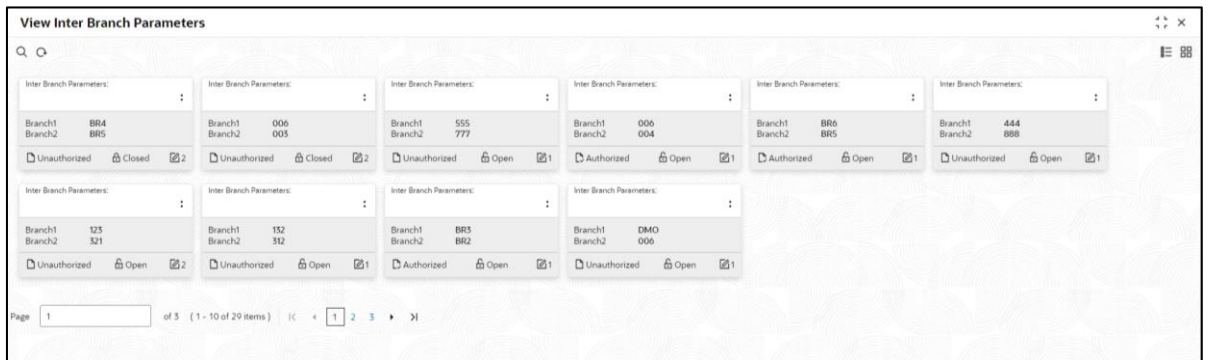 View Inter Branch Parameters
Inter Branch Parameters: Inter Branch Parameters: Inter Branch Parameters: Inter Branch Parameters: Inter Branch Parameters: Inter Branch Parameters:
Branch1 BR4 Branch1 006 Branch1 555 Branch1 006 Branch1 BR6 Branch1 444
Branch2 BR5 Branch2 003 Branch2 777 Branch2 004 Branch2 BR5 Branch2 888
Unauthorized Closed 2 Unauthorized Closed 2 Unauthorized Open 1 Authorized Open 1 Authorized Open 1 Unauthorized Open 1
Inter Branch Parameters: Inter Branch Parameters: Inter Branch Parameters: Inter Branch Parameters:
Branch1 123 Branch1 132 Branch1 BR3 Branch1 DMO
Branch2 321 Branch2 312 Branch2 BR2 Branch2 006
Unauthorized Open 2 Unauthorized Open 1 Authorized Open 1 Unauthorized Open 1
Page 1 of 3 (1 - 10 of 29 items) 1 2 3